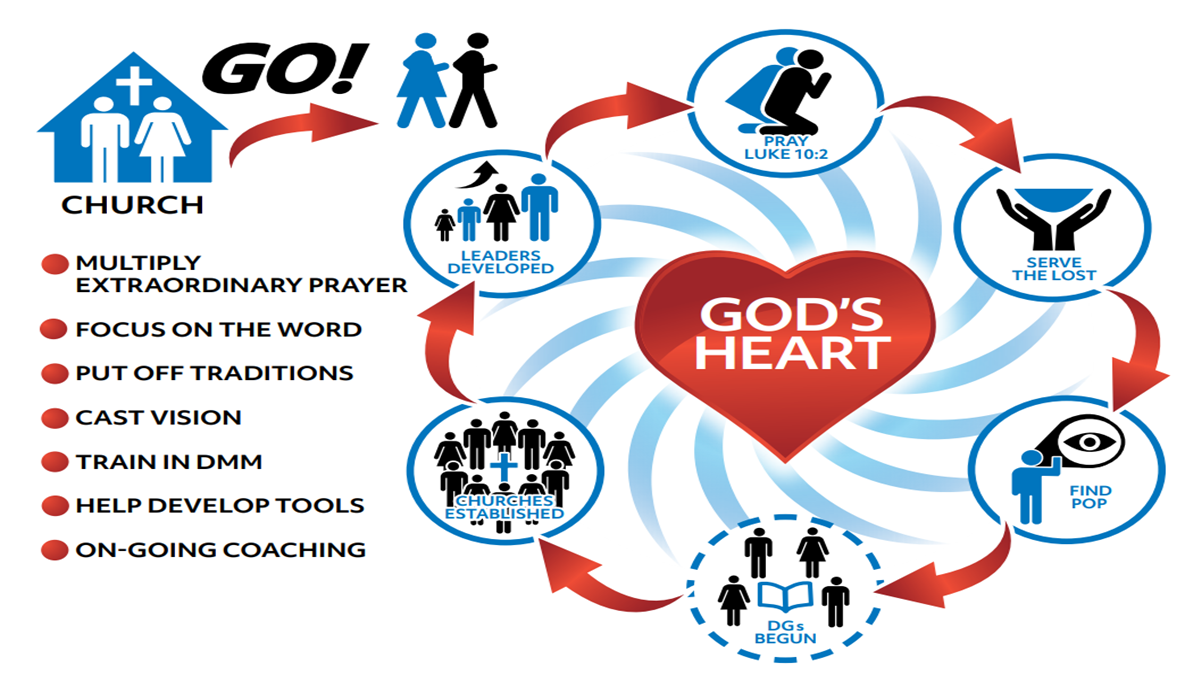 GO!
CHURCH
MULTIPLY
EXTRAORDINARY PRAYER
FOCUS ON THE WORD
PUT OFF TRADITIONS
CAST VISION
TRAIN IN DMM
HELP DEVELOP TOOLS
ON-GOING COACHING
GOD'S
HEART
PRAY
LUKE 10:2
SERVE
THE LOST
FIND
POP
DGs
BEGUN
CHURCHES
ESTABLISHED
LEADERS
DEVELOPED